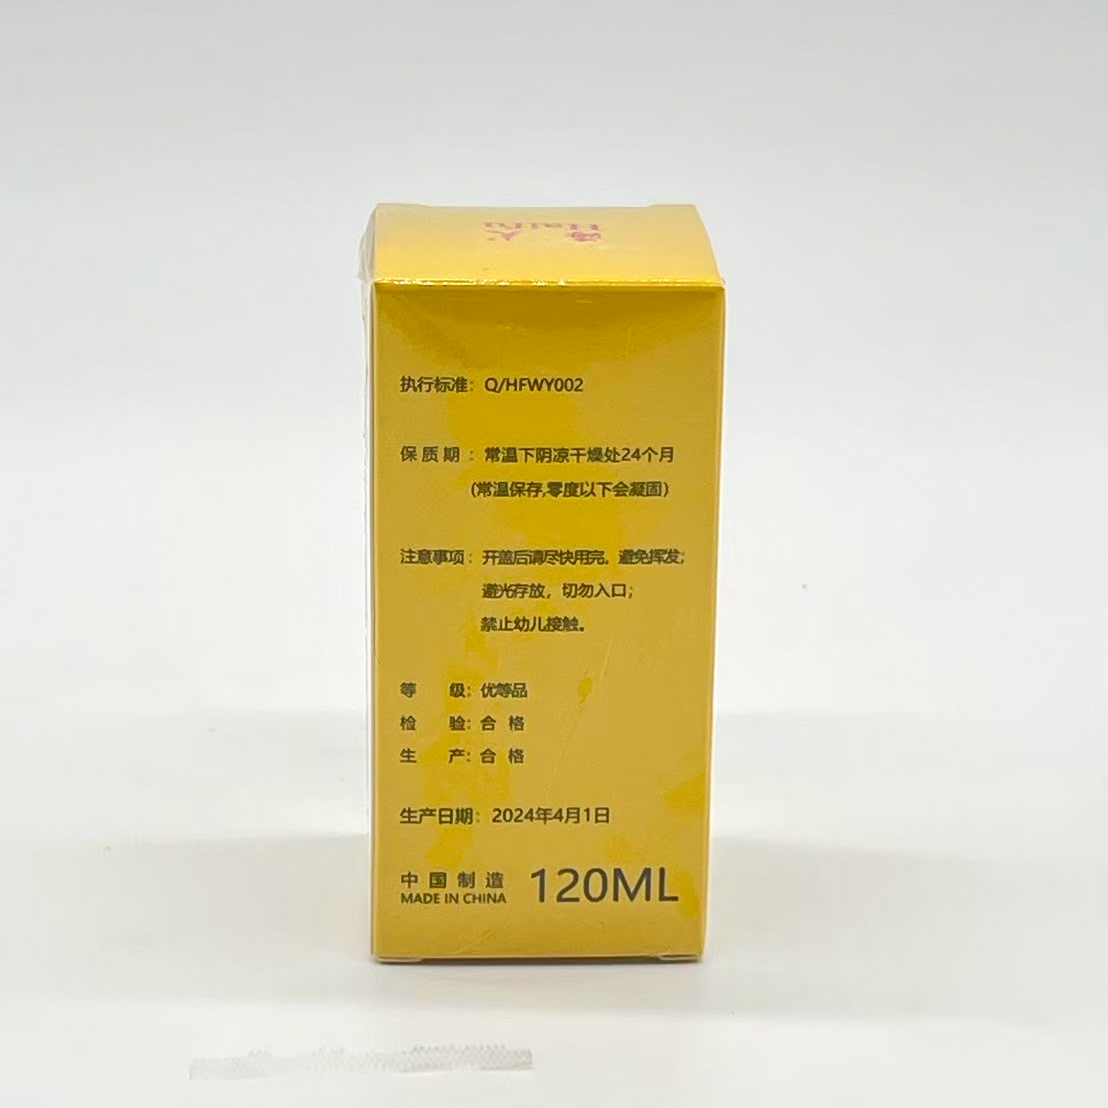 Haifu
执行标准：Q/HFWY002
保质期：常温下阴凉干燥处24个月
(常温保存,零度以下会凝固)
注意事项：开盖后请尽快用完，避免挥发；
避光存放，切勿入口；
禁止幼儿接触。
等 级：优等品
检 验：合 格
生 产：合 格
生产日期：2024年4月1日
中国制造
MADE IN CHINA
120ML